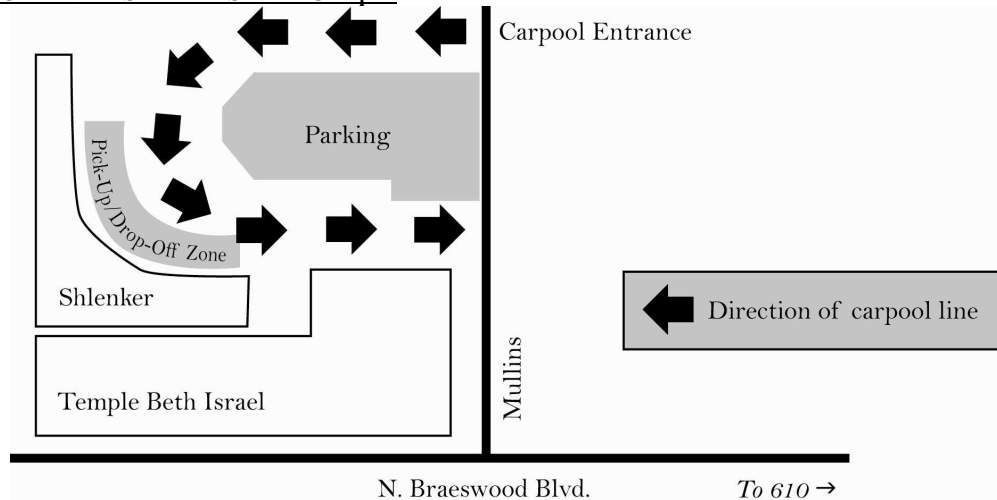 Carpool Entrance
Parking
Pick-Up/Drop-Off Zone
Shlenker
Direction of carpool line
Mullins
Temple Beth Israel
N. Braeswood Blvd.
To 610 →